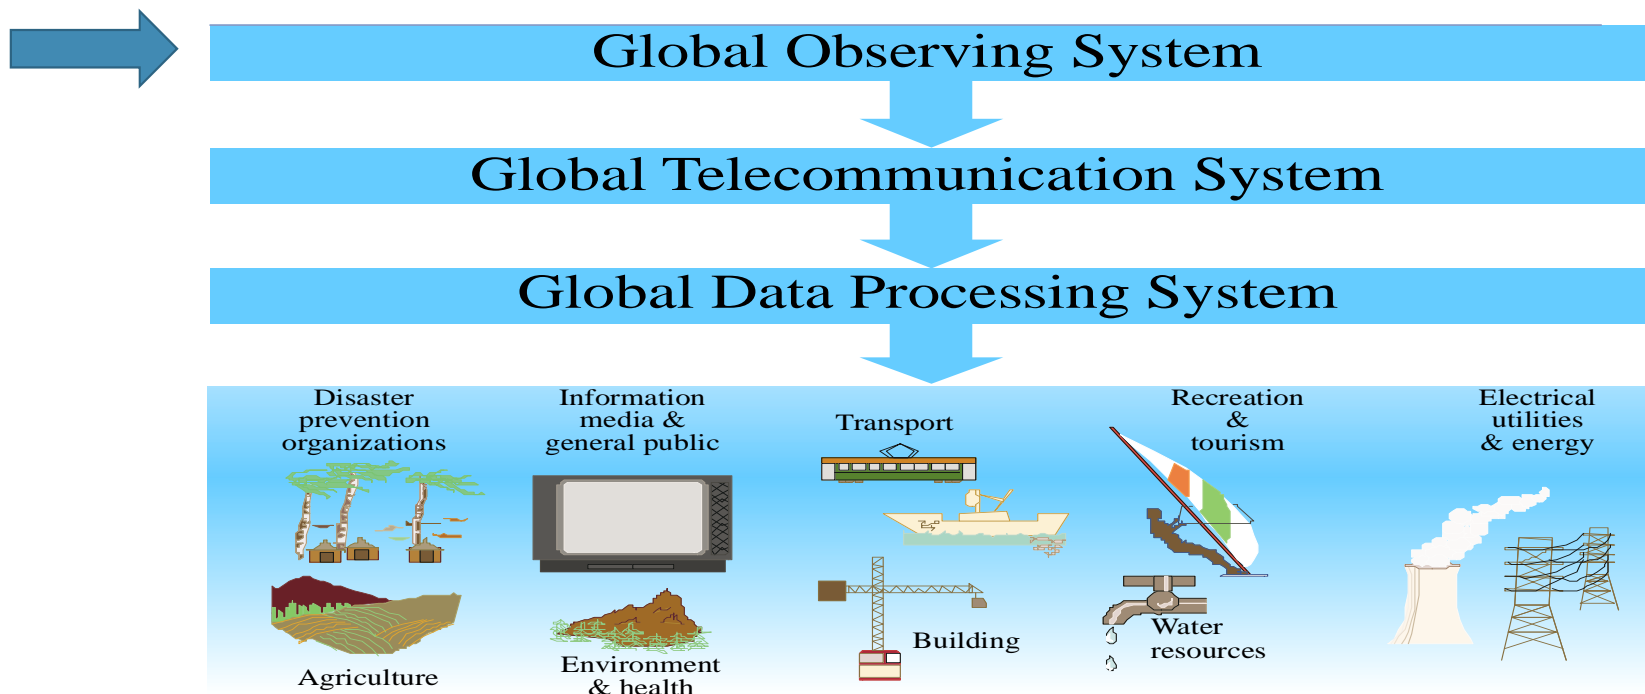 Global Observing System
Global Telecommunication System
Global Data Processing System
Disaster
prevention
organizations
Information
media &
general public
Transport
Recreation
&
tourism
Electrical
utilities
& energy
Agriculture
Environment
& health
Building
Water
resources